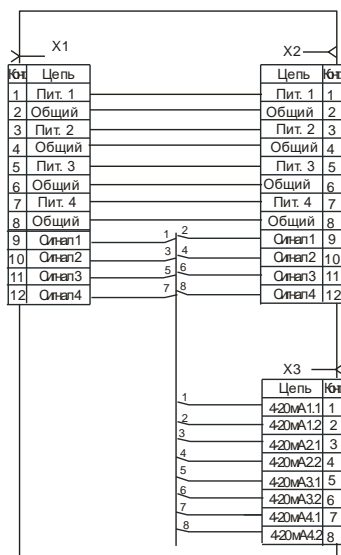 X1
Конт Цепь
1 Пит. 1
2 Общий
3 Пит. 2
4 Общий
5 Пит. 3
6 Общий
7 Пит. 4
8 Общий
9 Сигнал1
10 Сигнал2
11 Сигнал3
12 Сигнал4
1 2
3 4
5 6
7 8
X2
Цепь Конт
Пит. 1 1
Общий 2
Пит. 2 3
Общий 4
Пит. 3 5
Общий 6
Пит. 4 7
Общий 8
Сигнал1 9
Сигнал2 10
Сигнал3 11
Сигнал4 12
X3
Цепь Конт
1 4-20мА1.1 1
2 4-20мА1.2 2
3 4-20мА2.1 3
4 4-20мА2.2 4
5 4-20мА3.1 5
6 4-20мА3.2 6
7 4-20мА4.1 7
8 4-20мА4.2 8